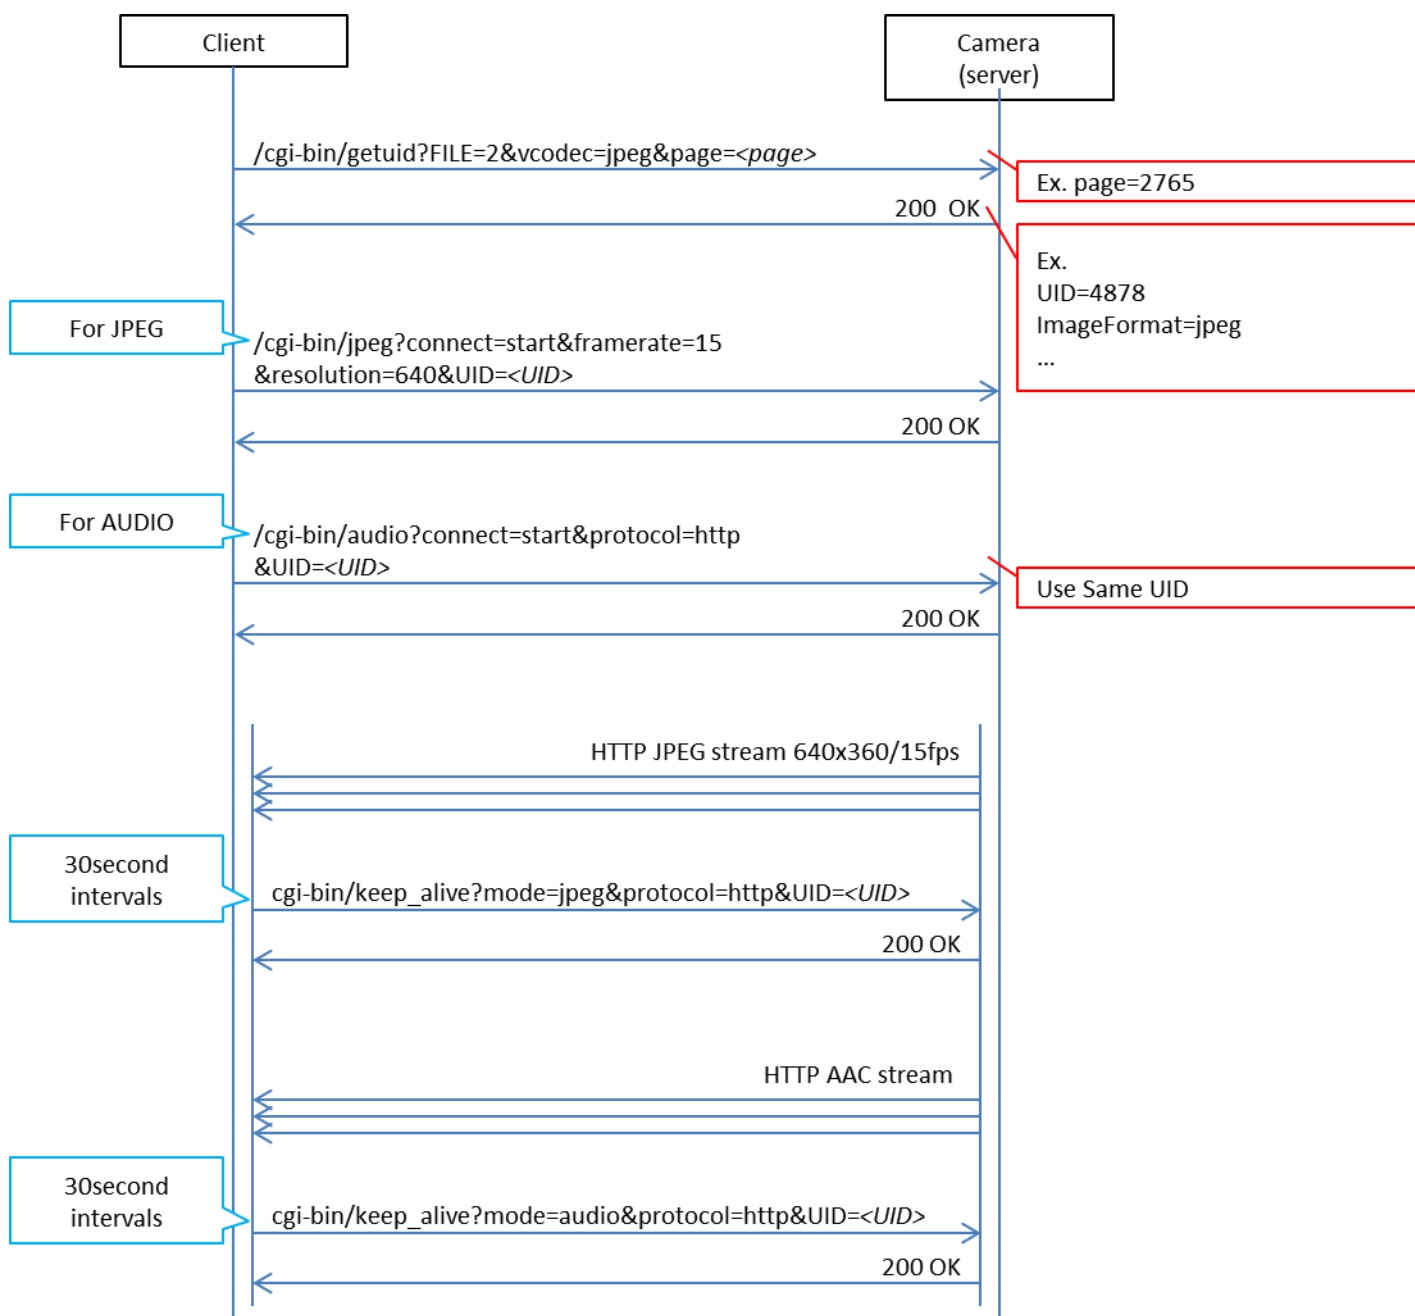 Client
Camera
(server)
/cgi-bin/getuid?FILE=2&vcodec=jpeg&page=<page>
Ex. page=2765
200  OK
Ex.
UID=4878
ImageFormat=jpeg
...
For JPEG
/cgi-bin/jpeg?connect=start&framerate=15
&resolution=640&UID=<UID>
200 OK
For AUDIO
/cgi-bin/audio?connect=start&protocol=http
&UID=<UID>
Use Same UID
200 OK
HTTP JPEG stream 640x360/15fps
30second
intervals
cgi-bin/keep_alive?mode=jpeg&protocol=http&UID=<UID>
200 OK
HTTP AAC stream
30second
intervals
cgi-bin/keep_alive?mode=audio&protocol=http&UID=<UID>
200 OK